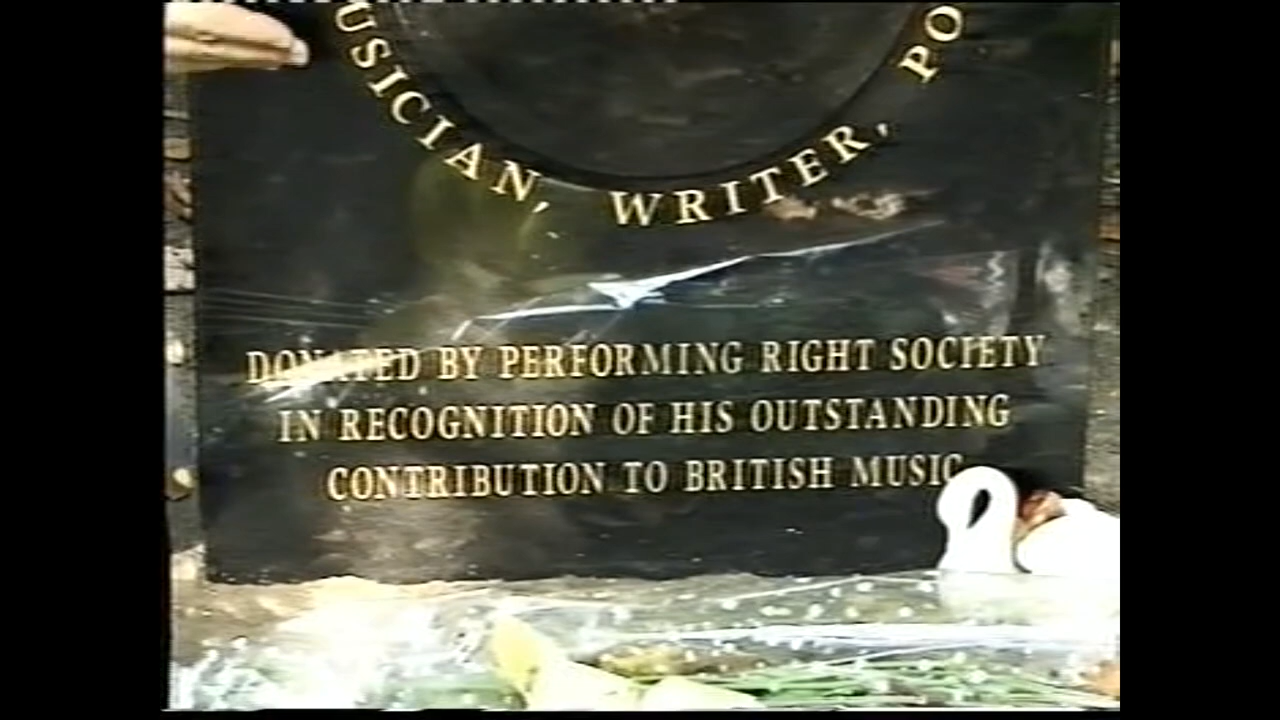 USICIAN, WRITER, PO
DONATED BY PERFORMING RIGHT SOCIETY
IN RECOGNITION OF HIS OUTSTANDING
CONTRIBUTION TO BRITISH MUSIC